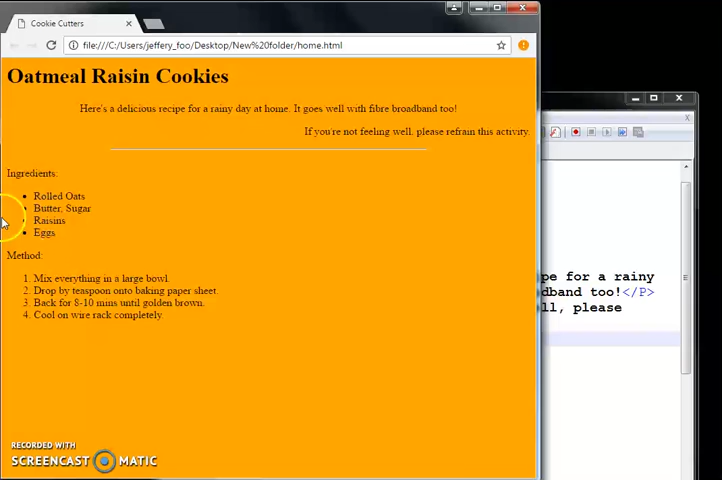 Cookie Cutters
file:///C:/Users/jeffery_foo/Desktop/New%20folder/home.html
Oatmeal Raisin Cookies
Here's a delicious recipe for a rainy day at home. It goes well with fibre broadband too!
If you're not feeling well, please refrain this activity.
Ingredients:
Rolled Oats
Butter, Sugar
Raisins
Eggs
Method:
1. Mix everything in a large bowl.
2. Drop by teaspoon onto baking paper sheet.
3. Back for 8-10 mins until golden brown.
4. Cool on wire rack completely.
pe for a rainy
dband too!</P>
ll, please
RECORDED WITH
SCREENCAST MATIC